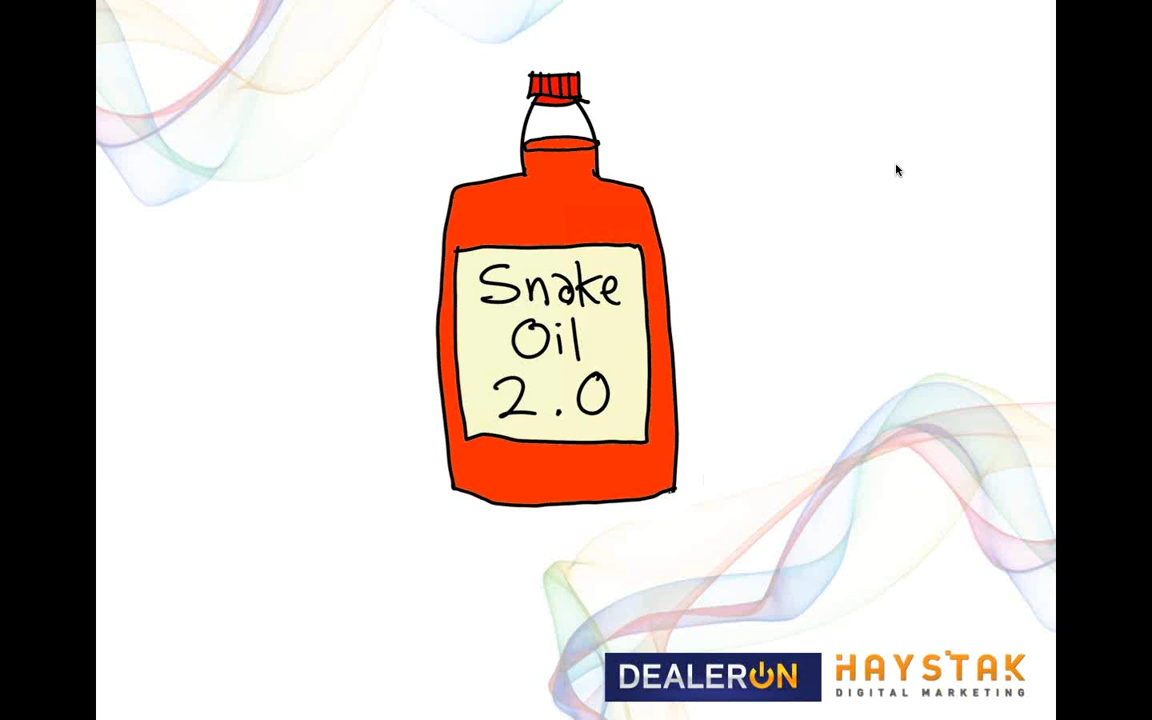 Snake
Oil
2.0
DEALERON
HAYSTAK
DIGITAL MARKETING